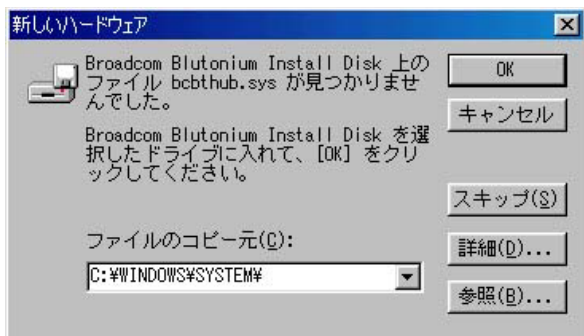 新しいハードウェア
Broadcom Blutonium Install Disk 上の
ファイル bcbthub.sys が見つかりませ
んでした。
Broadcom Blutonium Install Disk を選
択したドライブに入れて、[OK] をクリ
ックしてください。
ファイルのコピー元(C):
C:¥WINDOWS¥SYSTEM¥
OK
キャンセル
スキップ(S)
詳細(D)...
参照(B)...